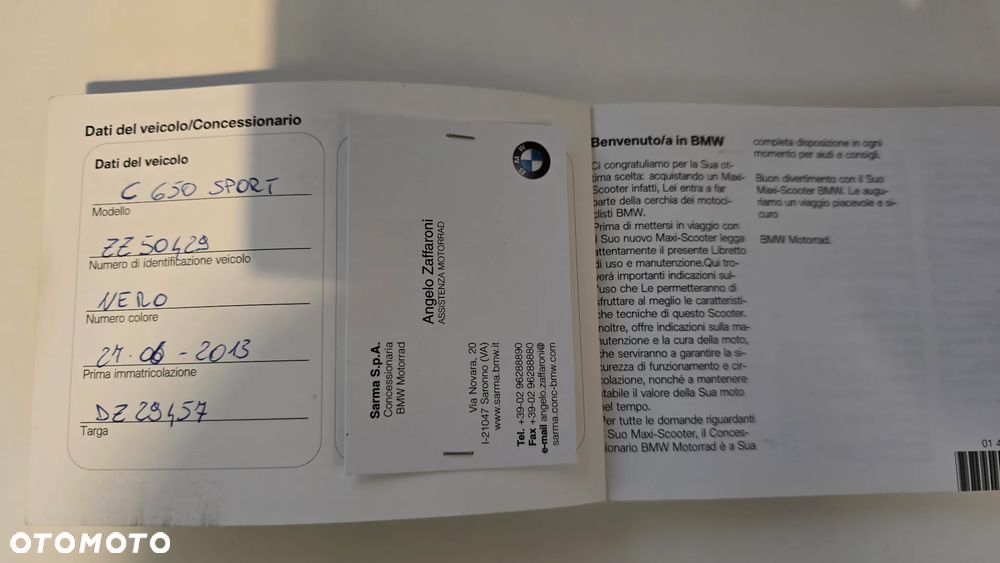 Dati del veicolo/Concessionario
Dati del veicolo
C 650 SPORT
Modello
ZZ50429
Numero di identificazione veicolo
NERO
Numero colore
27-06-2013
Prima immatricolazione
DZ 29457
Targa
BMW
Angelo Zaffaroni
ASSISTENZA MOTORRAD
Sarma S.p.A.
Concessionaria
BMW Motorrad
Via Novara, 20
I-21047 Saronno (VA)
www.sarma.bmw.it
Tel. +39-02 96288890
Fax +39-02 96288880
e-mail angelo.zaffaroni@
sarma.conc-bmw.com
Benvenuto/a in BMW
Ci congratuliamo per la Sua ot-
tima scelta: acquistando un Maxi-
Scooter infatti, Lei entra a far
parte della cerchia dei motoci-
clisti BMW.
Prima di mettersi in viaggio con
il Suo nuovo Maxi-Scooter legga
attentamente il presente Libretto
di uso e manutenzione.Qui tro-
verà importanti indicazioni sul-
l'uso che Le permetteranno di
sfruttare al meglio le caratteristi-
che tecniche di questo Scooter.
Inoltre, offre indicazioni sulla ma-
nutenzione e la cura della moto,
che serviranno a garantire la si-
curezza di funzionamento e cir-
colazione, nonché a mantenere
stabile il valore della Sua moto
nel tempo.
Per tutte le domande riguardanti
il Suo Maxi-Scooter, il Conces-
sionario BMW Motorrad è a Sua
completa disposizione in ogni
momento per aiuti e consigli.
Buon divertimento con il Suo
Maxi-Scooter BMW. Le augu-
riamo un viaggio piacevole e si-
curo
BMW Motorrad.
01 4
OTOMOTO